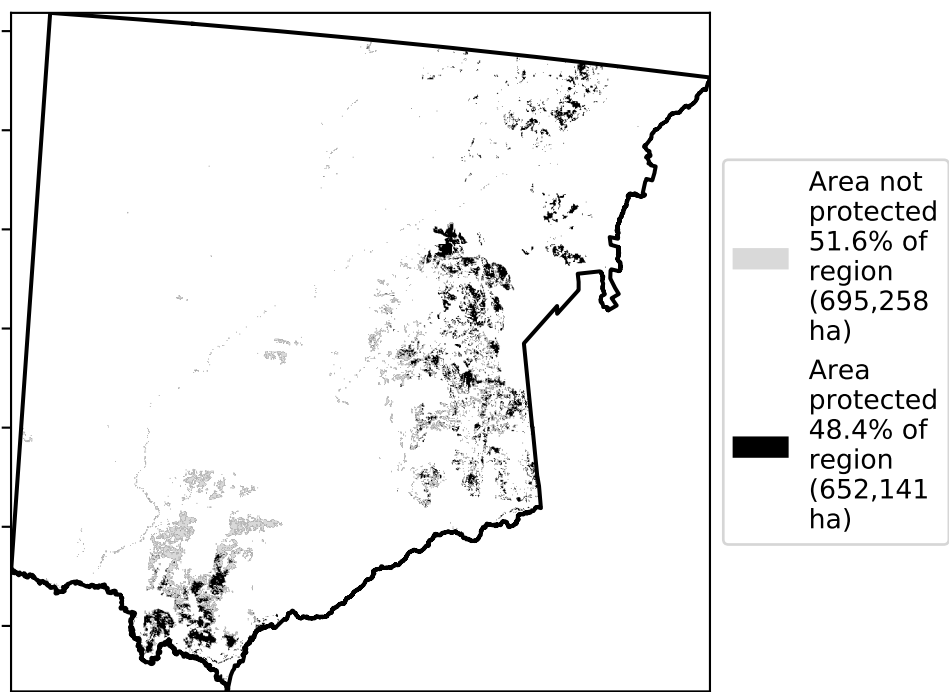 Area not
protected
51.6% of
region
(695,258
ha)
Area
protected
48.4% of
region
(652,141
ha)